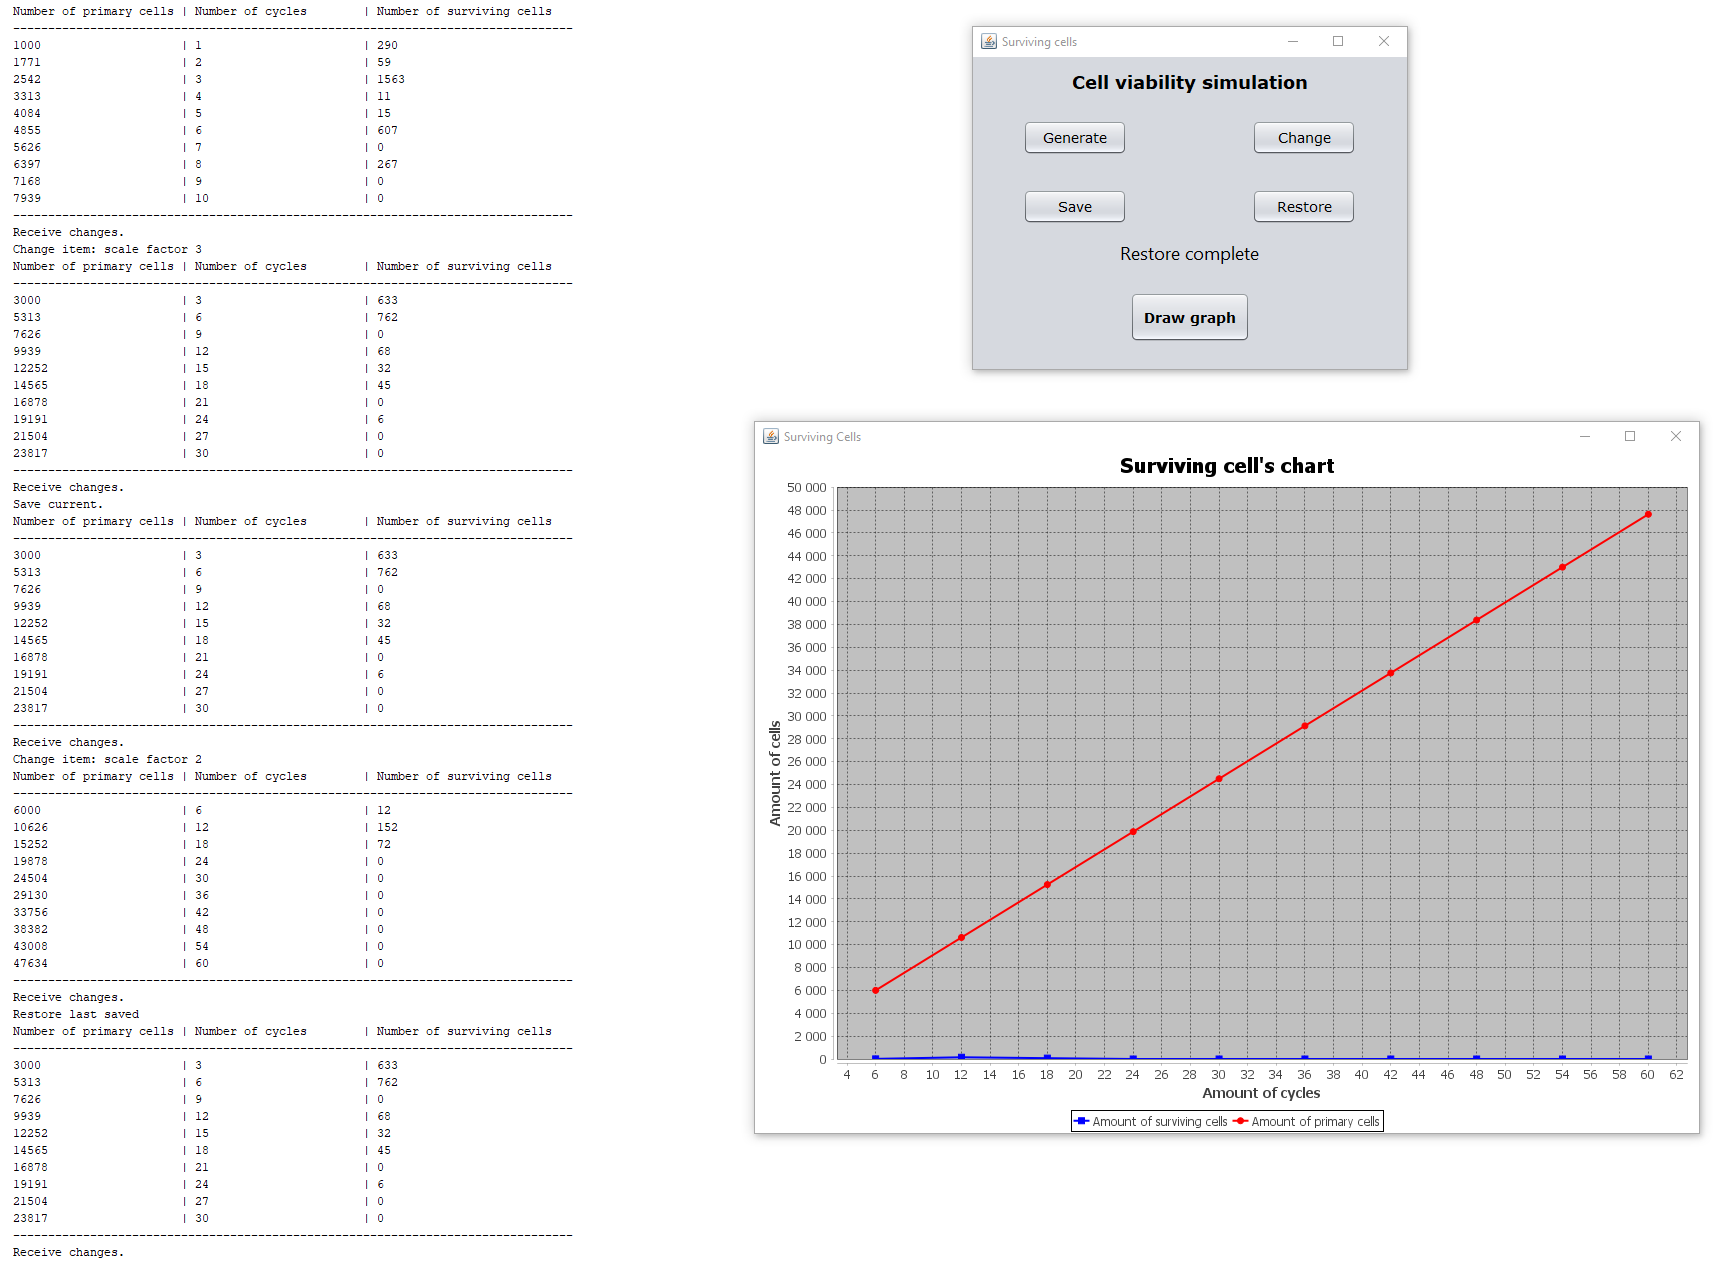 Number of primary cells | Number of cycles        | Number of surviving cells
--------------------------------------------------------------------------------
1000                    | 1                       | 290
1771                    | 2                       | 59
2542                    | 3                       | 1563
3313                    | 4                       | 11
4084                    | 5                       | 15
4855                    | 6                       | 607
5626                    | 7                       | 0
6397                    | 8                       | 267
7168                    | 9                       | 0
7939                    | 10                      | 0
--------------------------------------------------------------------------------
Receive changes.
Change item: scale factor 3
Number of primary cells | Number of cycles        | Number of surviving cells
--------------------------------------------------------------------------------
3000                    | 3                       | 633
5313                    | 6                       | 762
7626                    | 9                       | 0
9939                    | 12                      | 68
12252                   | 15                      | 32
14565                   | 18                      | 45
16878                   | 21                      | 0
19191                   | 24                      | 6
21504                   | 27                      | 0
23817                   | 30                      | 0
--------------------------------------------------------------------------------
Receive changes.
Save current.
Number of primary cells | Number of cycles        | Number of surviving cells
--------------------------------------------------------------------------------
3000                    | 3                       | 633
5313                    | 6                       | 762
7626                    | 9                       | 0
9939                    | 12                      | 68
12252                   | 15                      | 32
14565                   | 18                      | 45
16878                   | 21                      | 0
19191                   | 24                      | 6
21504                   | 27                      | 0
23817                   | 30                      | 0
--------------------------------------------------------------------------------
Receive changes.
Change item: scale factor 2
Number of primary cells | Number of cycles        | Number of surviving cells
--------------------------------------------------------------------------------
6000                    | 6                       | 12
10626                   | 12                      | 152
15252                   | 18                      | 72
19878                   | 24                      | 0
24504                   | 30                      | 0
29130                   | 36                      | 0
33756                   | 42                      | 0
38382                   | 48                      | 0
43008                   | 54                      | 0
47634                   | 60                      | 0
--------------------------------------------------------------------------------
Receive changes.
Restore last saved
Number of primary cells | Number of cycles        | Number of surviving cells
--------------------------------------------------------------------------------
3000                    | 3                       | 633
5313                    | 6                       | 762
7626                    | 9                       | 0
9939                    | 12                      | 68
12252                   | 15                      | 32
14565                   | 18                      | 45
16878                   | 21                      | 0
19191                   | 24                      | 6
21504                   | 27                      | 0
23817                   | 30                      | 0
--------------------------------------------------------------------------------
Receive changes.
Surviving cells
Cell viability simulation
Generate Change
Save Restore
Restore complete
Draw graph
Surviving Cells
Surviving cell's chart
50 000
48 000
46 000
44 000
42 000
40 000
38 000
36 000
34 000
32 000
30 000
28 000
26 000
24 000
22 000
20 000
18 000
16 000
14 000
12 000
10 000
8 000
6 000
4 000
2 000
0
Amount of cells
4 6 8 10 12 14 16 18 20 22 24 26 28 30 32 34 36 38 40 42 44 46 48 50 52 54 56 58 60 62
Amount of cycles
Amount of surviving cells Amount of primary cells